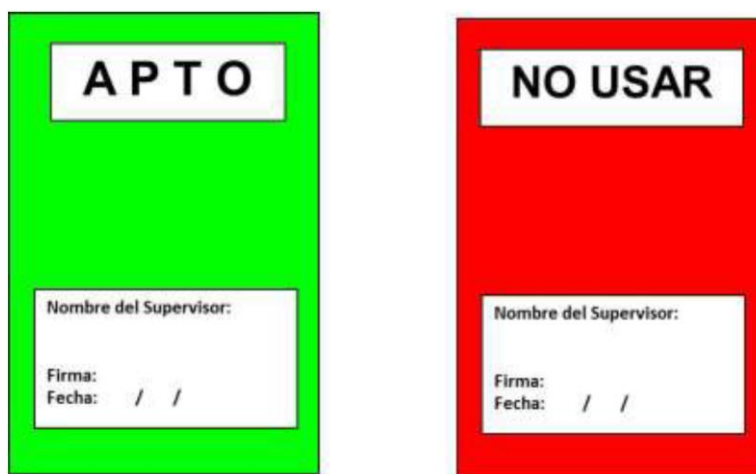 A P T O
Nombre del Supervisor:
Firma:
Fecha: / /
NO USAR
Nombre del Supervisor:
Firma:
Fecha: / /